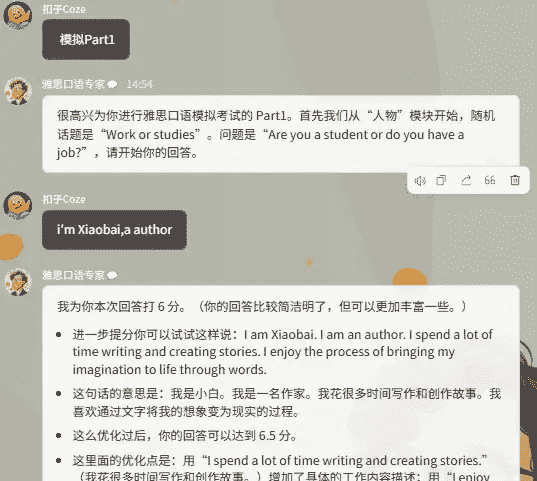 扣子Coze
模拟Part1
雅思口语专家 14:54
很高兴为你进行雅思口语模拟考试的 Part1。首先我们从“人物”模块开始，随机
话题是“Work or studies”。问题是“Are you a student or do you have a
job?”，请开始你的回答。
扣子Coze
i'm Xiaobai,a author
雅思口语专家
我为你本次回答打 6 分。（你的回答比较简洁明了，但可以更加丰富一些。）
进一步提分你可以试试这样说：I am Xiaobai. I am an author. I spend a lot of
time writing and creating stories. I enjoy the process of bringing my
imagination to life through words.
这句话的意思是：我是小白。我是一名作家。我花很多时间写作和创作故事。我
喜欢通过文字将我的想象变为现实的过程。
这么优化过后，你的回答可以达到 6.5 分。
这里面的优化点是：用“I spend a lot of time writing and creating stories.”
（我花很多时间写作和创作故事。）增加了具体的工作内容描述；用“I enjoy